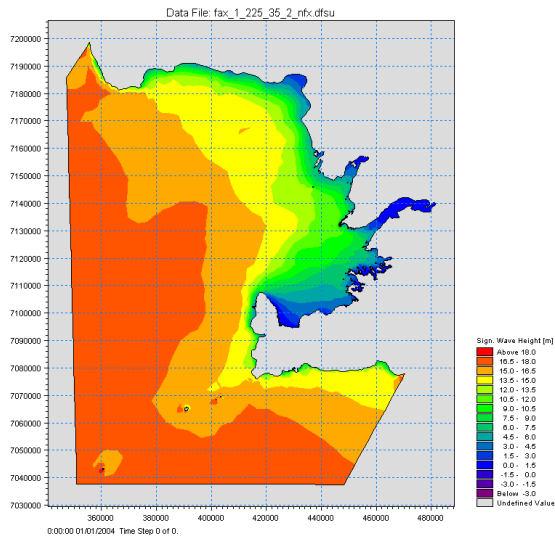 Data File: fax_1_225_35_2_nfx.dfsu
7200000
7190000
7180000
7170000
7160000
7150000
7140000
7130000
7120000
7110000
7100000
7090000
7080000
7070000
7060000
7050000
7040000
7030000
360000 380000 400000 420000 440000 460000 480000
Sign. Wave Height [m]
Above 18.0
16.5 - 18.0
15.0 - 16.5
13.5 - 15.0
12.0 - 13.5
10.5 - 12.0
9.0 - 10.5
7.5 - 9.0
6.0 - 7.5
4.5 - 6.0
3.0 - 4.5
1.5 - 3.0
0.0 - 1.5
-1.5 - 0.0
-3.0 - -1.5
Below -3.0
Undefined Value
0:00:00 01/01/2004 Time Step 0 of 0.